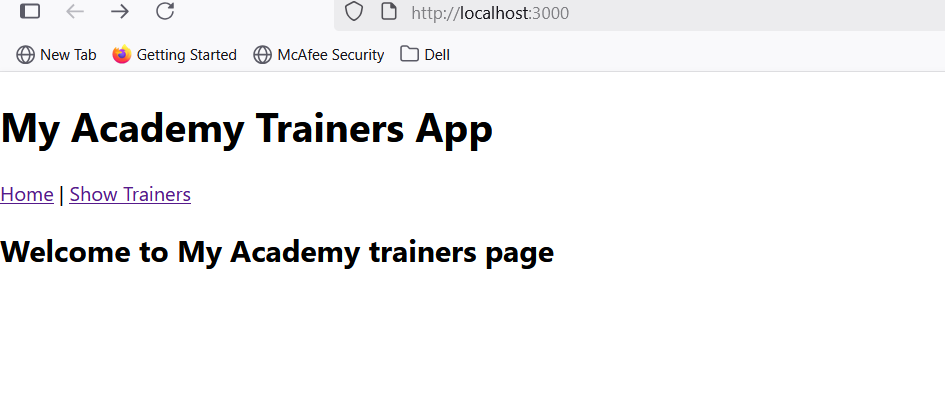 http://localhost:3000
New Tab Getting Started McAfee Security Dell
My Academy Trainers App
Home | Show Trainers
Welcome to My Academy trainers page